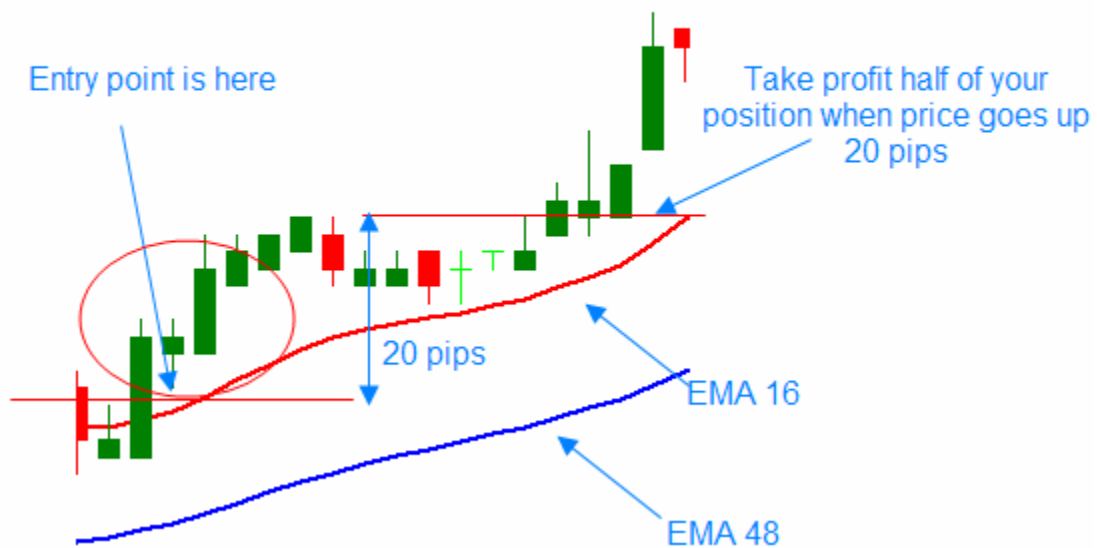 Entry point is here
Take profit half of your
position when price goes up
20 pips
20 pips
EMA 16
EMA 48